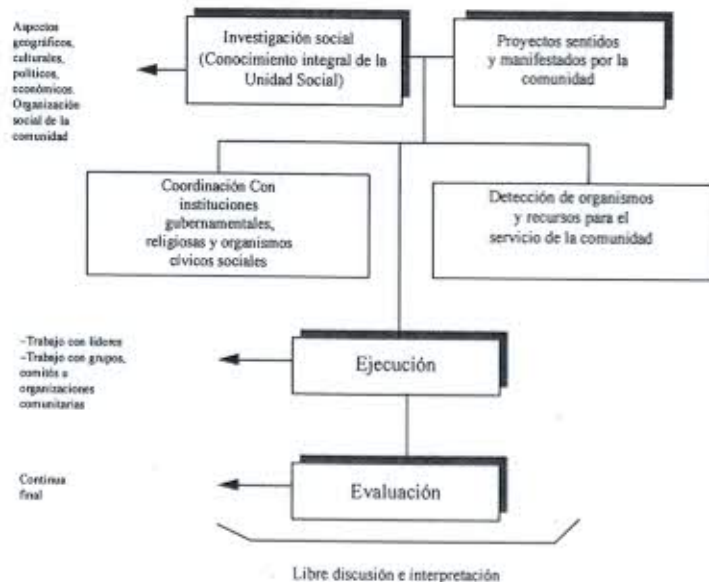 Aspectos
geográficos,
culturales,
políticos,
económicos.
Organización
social de la
comunidad
Investigación social
(Conocimiento integral de la
Unidad Social)
Proyectos sentidos
y manifestados por la
comunidad
Coordinación Con
instituciones
gubernamentales,
religiosas y organismos
cívicos sociales
Detección de organismos
y recursos para el
servicio de la comunidad
-Trabajo con líderes
-Trabajo con grupos,
comités u
organizaciones
comunitarias
Ejecución
Continua
final
Evaluación
Libre discusión e interpretación